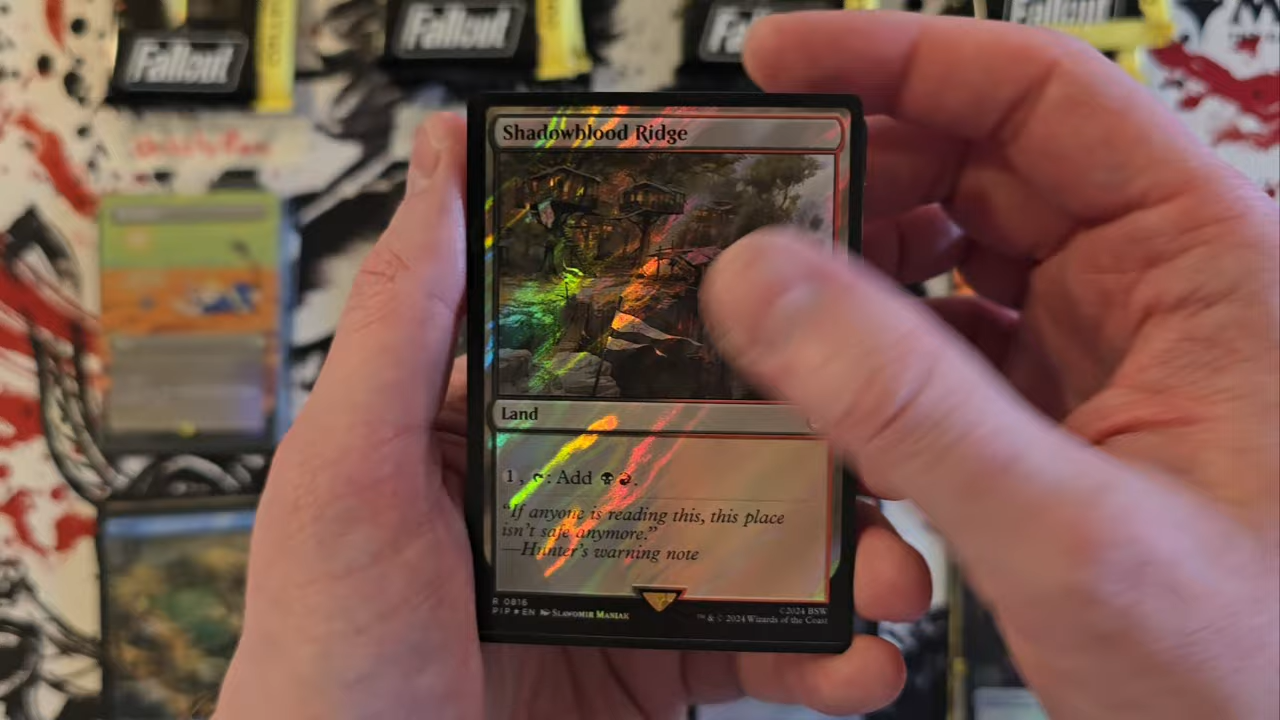 Fallout
Fallout
Fallout
Fallout
Shadowblood Ridge
Land
1, : Add .
"If anyone is reading this, this place
isn't safe anymore."
—Hunter's warning note
R 0816
PIP ★ EN Slawomir Maniak
©2024 BSW
™ & © 2024 Wizards of the Coast